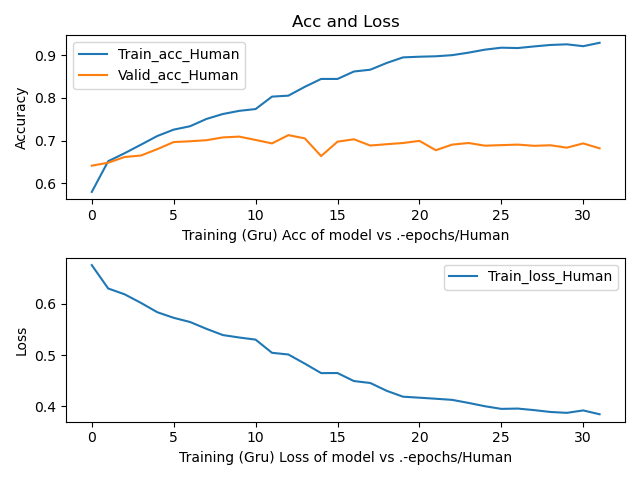 Acc and Loss
Train_acc_Human
Valid_acc_Human
Accuracy
0.9
0.8
0.7
0.6
0 5 10 15 20 25 30
Training (Gru) Acc of model vs .-epochs/Human
Train_loss_Human
Loss
0.6
0.5
0.4
0 5 10 15 20 25 30
Training (Gru) Loss of model vs .-epochs/Human